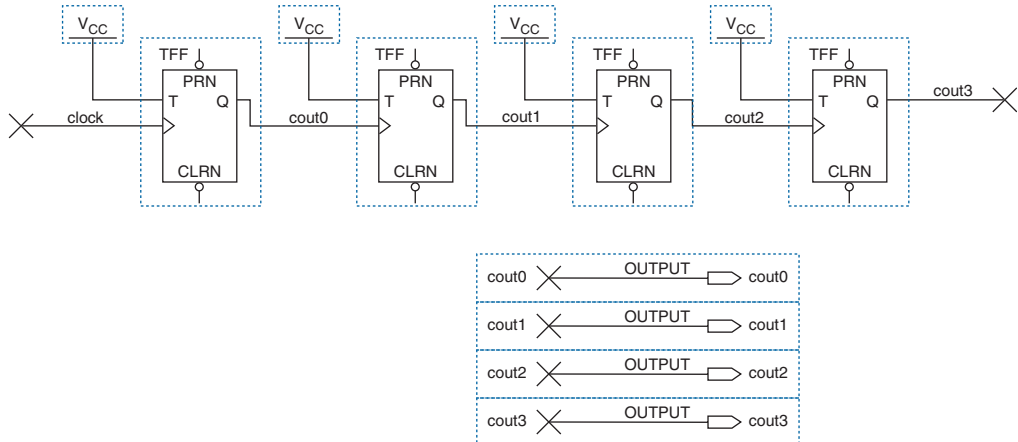 VCC VCC VCC VCC
TFF TFF TFF TFF
PRN PRN PRN PRN
T Q T Q T Q T Q cout3
clock cout0 cout1 cout2
CLRN CLRN CLRN CLRN
cout0 OUTPUT cout0
cout1 OUTPUT cout1
cout2 OUTPUT cout2
cout3 OUTPUT cout3